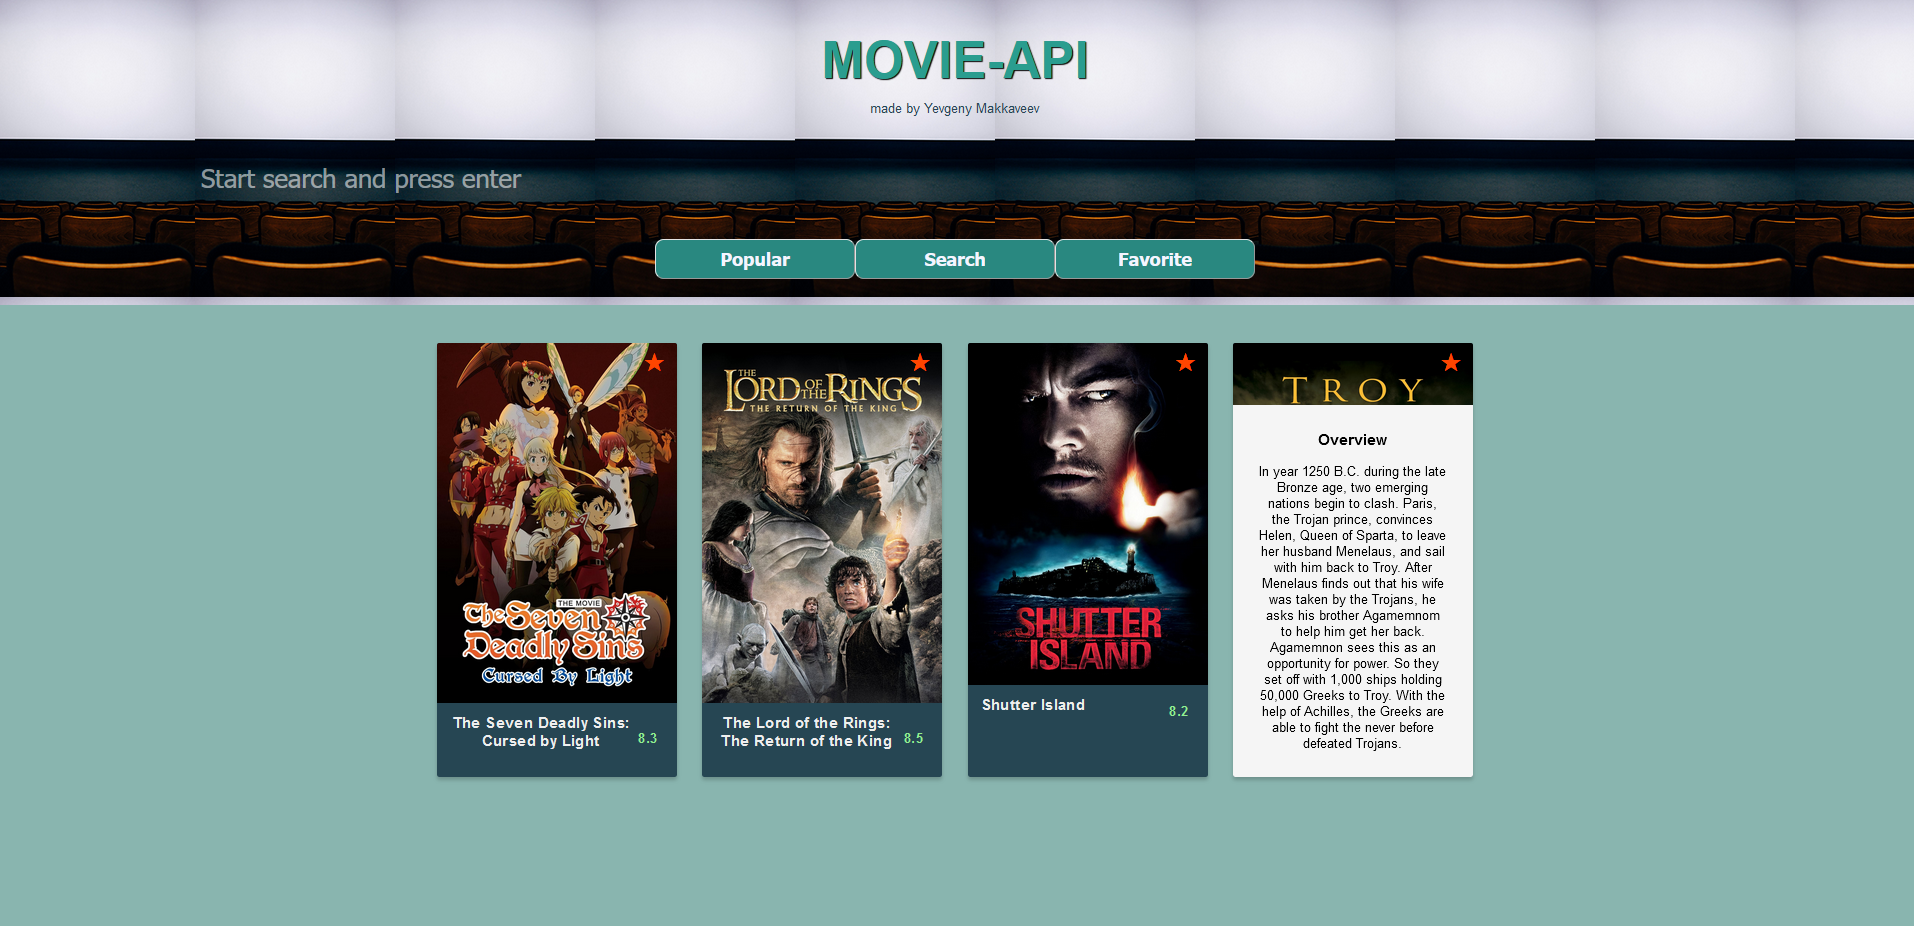 MOVIE-API
made by Yevgeny Makkaveev
Start search and press enter
Popular
Search
Favorite
THE MOVIE
The Seven
Deadly Sins
Cursed By Light
The Seven Deadly Sins:
Cursed by Light
8.3
THE
LORD OF THE RINGS
THE RETURN OF THE KING
The Lord of the Rings:
The Return of the King
8.5
SHUTTER
ISLAND
Shutter Island
8.2
TROY
Overview
In year 1250 B.C. during the late
Bronze age, two emerging
nations begin to clash. Paris,
the Trojan prince, convinces
Helen, Queen of Sparta, to leave
her husband Menelaus, and sail
with him back to Troy. After
Menelaus finds out that his wife
was taken by the Trojans, he
asks his brother Agamemnom
to help him get her back.
Agamemnon sees this as an
opportunity for power. So they
set off with 1,000 ships holding
50,000 Greeks to Troy. With the
help of Achilles, the Greeks are
able to fight the never before
defeated Trojans.